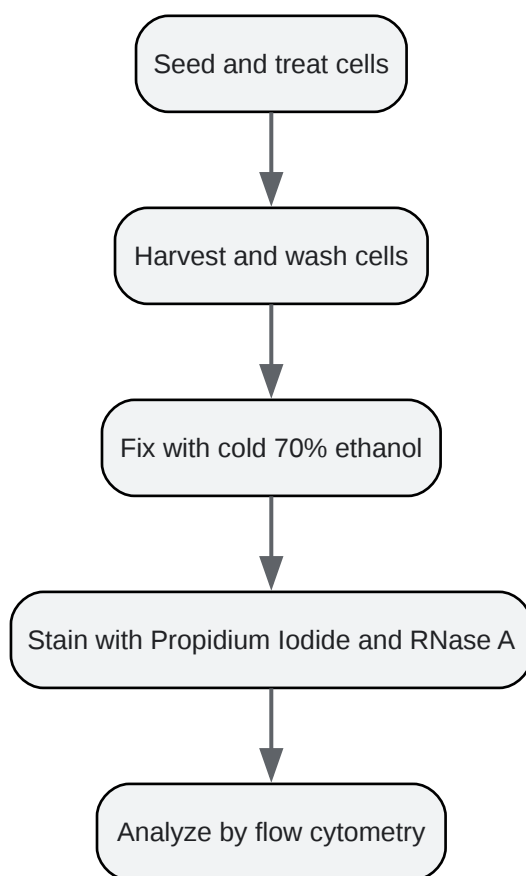 Seed and treat cells
Harvest and wash cells
Fix with cold 70% ethanol
Stain with Propidium Iodide and RNase A
Analyze by flow cytometry